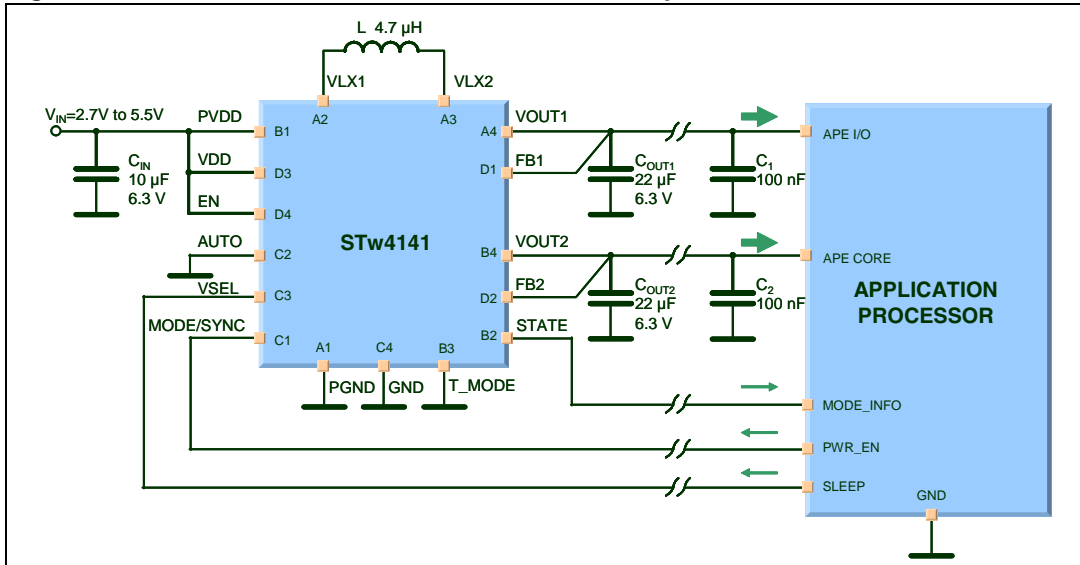 L 4.7 µH
VLX1
VLX2
A2
A3
VIN=2.7V to 5.5V
PVDD
B1
CIN
10 µF
6.3 V
VDD
D3
EN
D4
AUTO
C2
VSEL
C3
MODE/SYNC
C1
STw4141
A1
C4
B3
PGND
GND
T_MODE
A4
VOUT1
D1
FB1
COUT1
22 µF
6.3 V
C1
100 nF
B4
VOUT2
D2
FB2
COUT2
22 µF
6.3 V
C2
100 nF
B2
STATE
APE I/O
APE CORE
APPLICATION
PROCESSOR
MODE_INFO
PWR_EN
SLEEP
GND